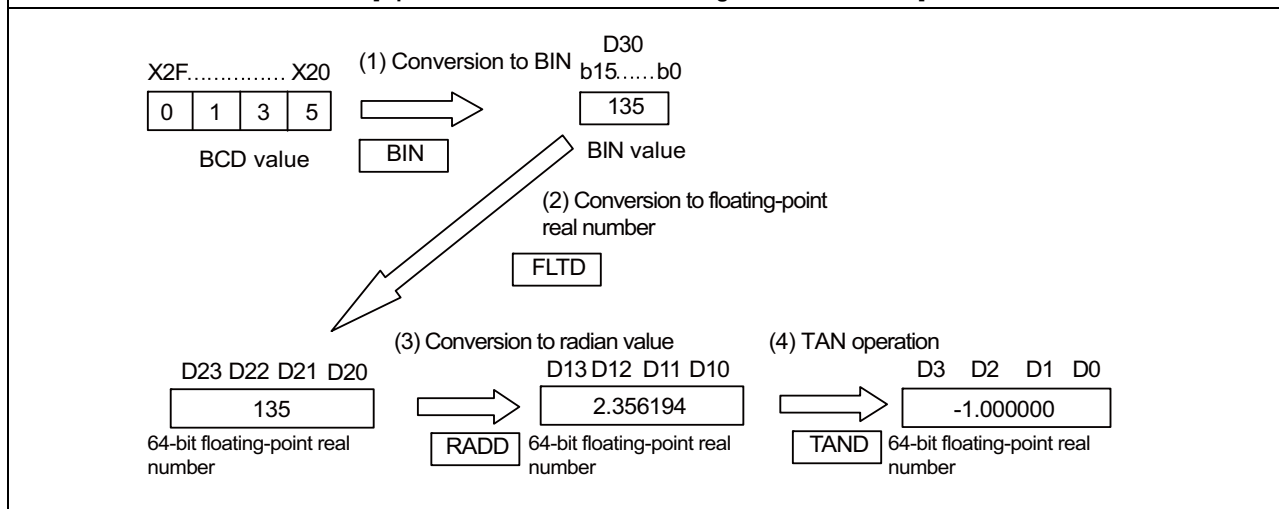 D30
(1) Conversion to BIN
X2F............... X20
b15......b0
0 1 3 5
135
BCD value
BIN
BIN value
(2) Conversion to floating-point
real number
FLTD
(3) Conversion to radian value
(4) TAN operation
D23 D22 D21 D20
D13 D12 D11 D10
D3 D2 D1 D0
135
2.356194
-1.000000
64-bit floating-point real
number
RADD
64-bit floating-point real
number
TAND
64-bit floating-point real
number